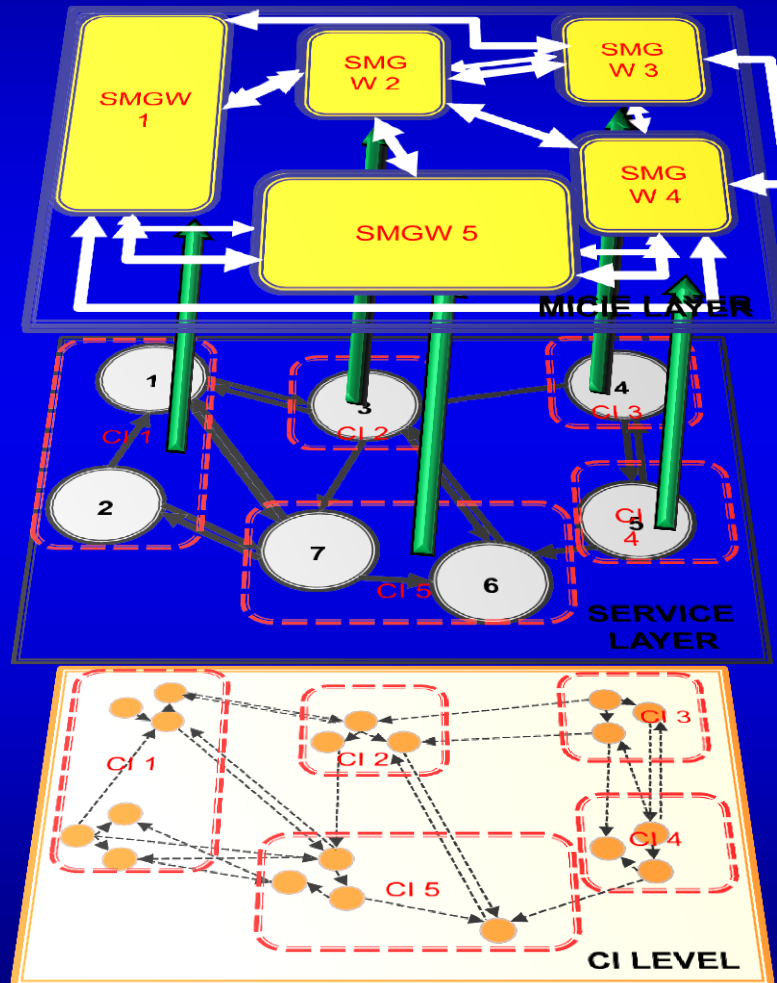 SMGW
1
SMG
W 2
SMG
W 3
SMG
W 4
SMGW 5
MICIE LAYER
1
3
4
CI 1
CI 2
CI 3
2
5
CI
4
7
6
CI 5
SERVICE
LAYER
CI 1
CI 2
CI 3
CI 4
CI 5
CI LEVEL